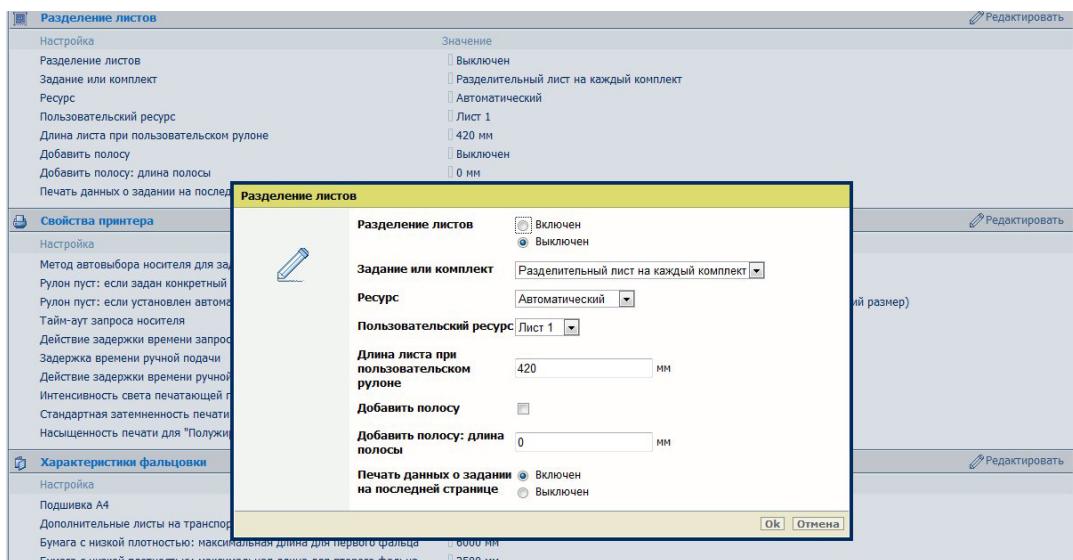 Разделение листов Редактировать
Настройка Значение
Разделение листов Выключен
Задание или комплект Разделительный лист на каждый комплект
Ресурс Автоматический
Пользовательский ресурс Лист 1
Длина листа при пользовательском рулоне 420 мм
Добавить полосу Выключен
Добавить полосу: длина полосы 0 мм
Печать данных о задании на послед
Разделение листов
Разделение листов Включен
Выключен
Задание или комплект Разделительный лист на каждый комплект
Ресурс Автоматический
Пользовательский ресурс Лист 1
Длина листа при
пользовательском
рулоне
420 мм
Добавить полосу
Добавить полосу: длина
полосы
0 мм
Печать данных о задании
на последней странице
Включен
Выключен
Ok Отмена
Свойства принтера Редактировать
Настройка
Метод автовыбора носителя для за
Рулон пуст: если задан конкретный
Рулон пуст: если установлен автома ий размер)
Тайм-аут запроса носителя
Действие задержки времени запрос
Задержка времени ручной подачи
Действие задержки времени ручной
Интенсивность света печатающей
Стандартная затемненность печати
Насыщенность печати для "Полужи
Характеристики фальцовки Редактировать
Настройка
Подшивка А4
Дополнительные листы на транспор
Бумага с низкой плотностью: максимальная длина для первого фальца 6000 мм